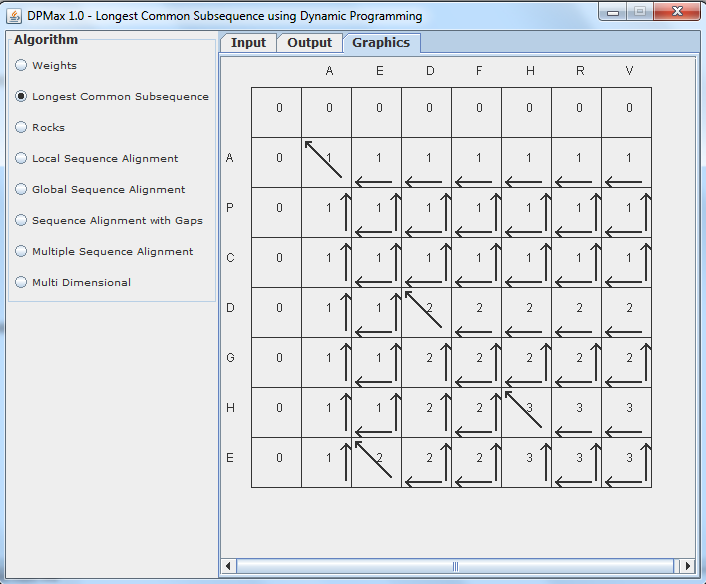 DPMax 1.0 - Longest Common Subsequence using Dynamic Programming
Algorithm
Weights
Longest Common Subsequence
Rocks
Local Sequence Alignment
Global Sequence Alignment
Sequence Alignment with Gaps
Multiple Sequence Alignment
Multi Dimensional
Input Output Graphics
A E D F H R V
0 0 0 0 0 0 0 0
A 0 1 1 1 1 1 1 1
P 0 1 1 1 1 1 1 1
C 0 1 1 1 1 1 1 1
D 0 1 1 2 2 2 2 2
G 0 1 1 2 2 2 2 2
H 0 1 1 2 2 3 3 3
E 0 1 2 2 2 3 3 3